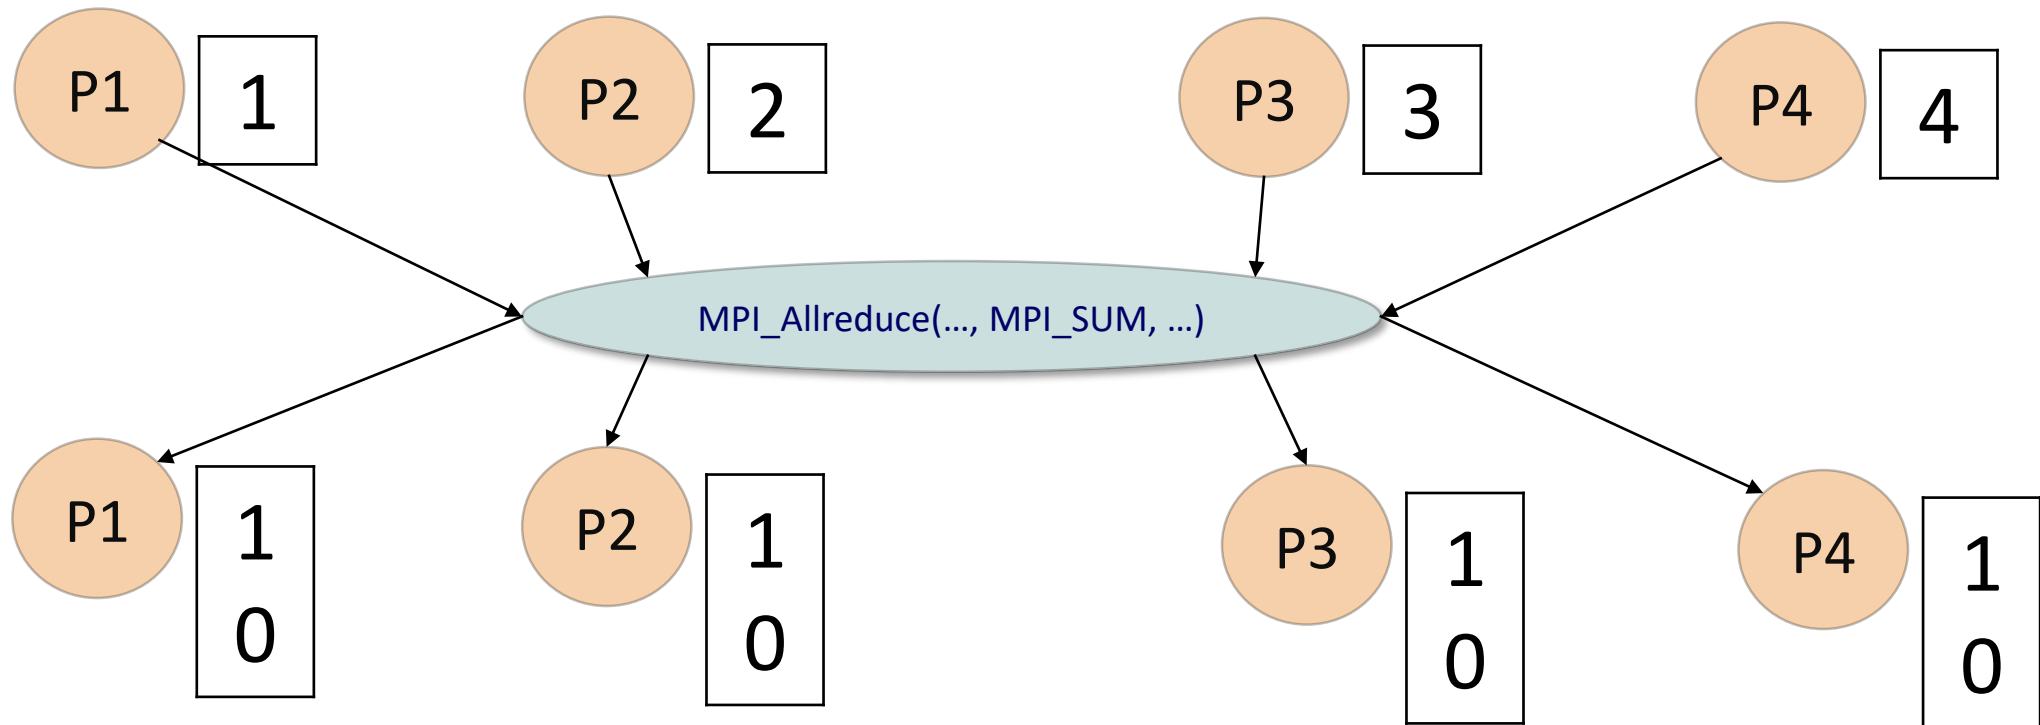 P1
1
P2
2
P3
3
P4
4
MPI_Allreduce(…, MPI_SUM, …)
P1
1
0
P2
1
0
P3
1
0
P4
1
0